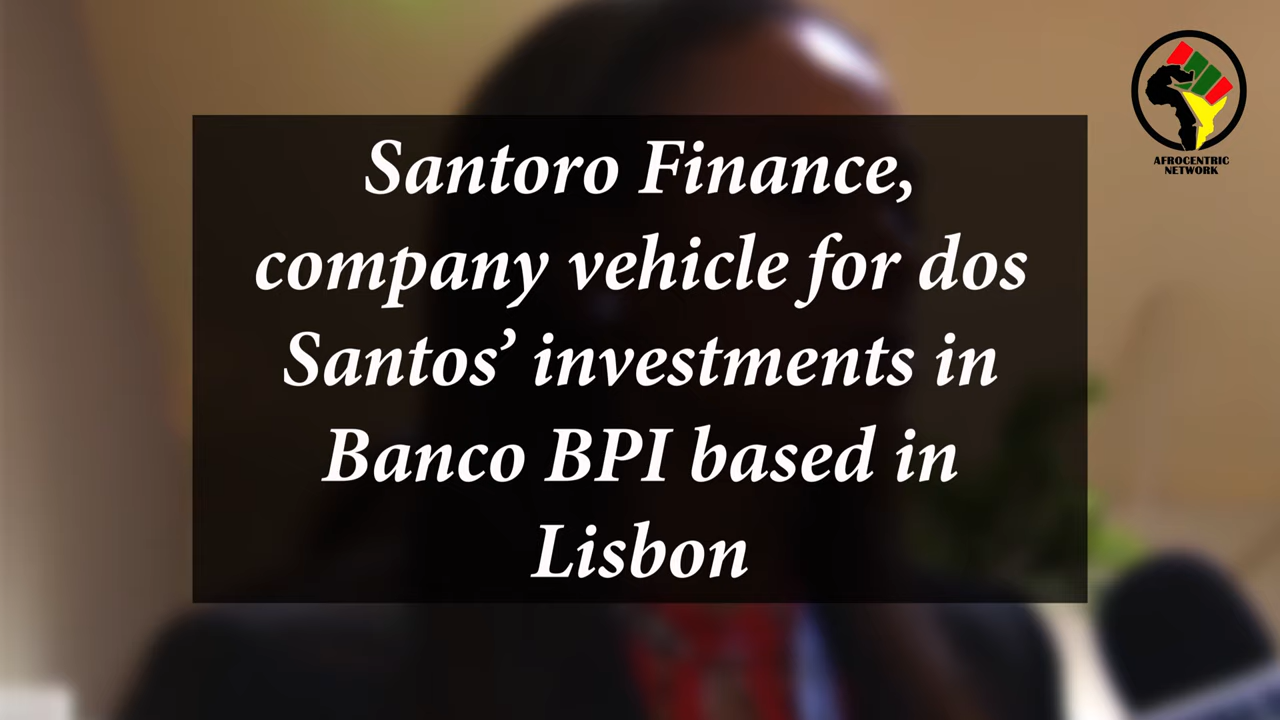 Santoro Finance,
company vehicle for dos
Santos’ investments in
Banco BPI based in
Lisbon
AFROCENTRIC
NETWORK